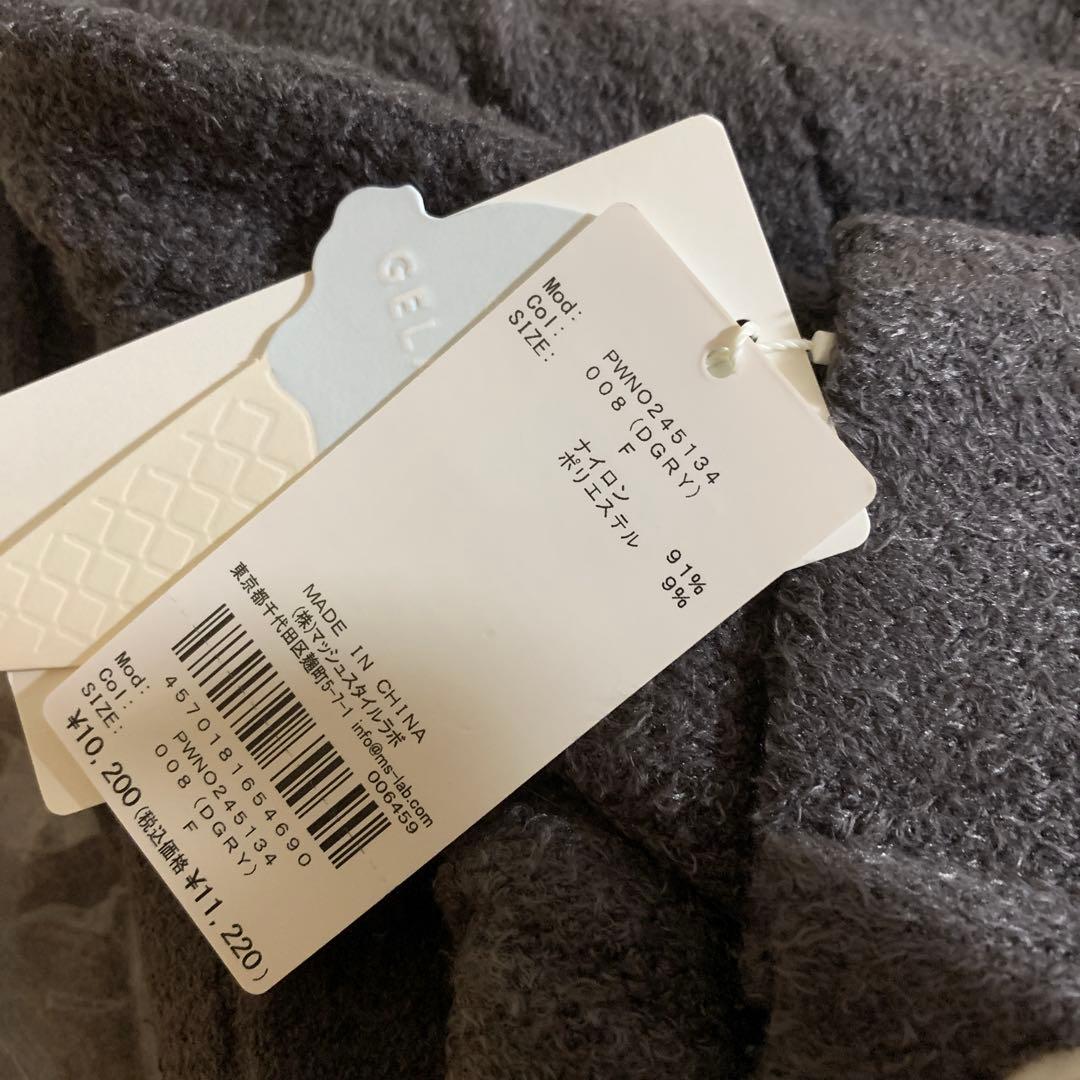 GEL
Mod: PWNO245134
Col: 008 (DGRY)
SIZE: F
ナイロン 91%
ポリエステル 9%
MADE IN CHINA
(株)マッシュスタイルラボ
東京都千代田区麹町5-7-1 info@ms-lab.com
006459
4570181654690
Mod: PWNO245134
Col: 008 (DGRY)
SIZE: F
¥10,200(税込価格 ¥11,220)